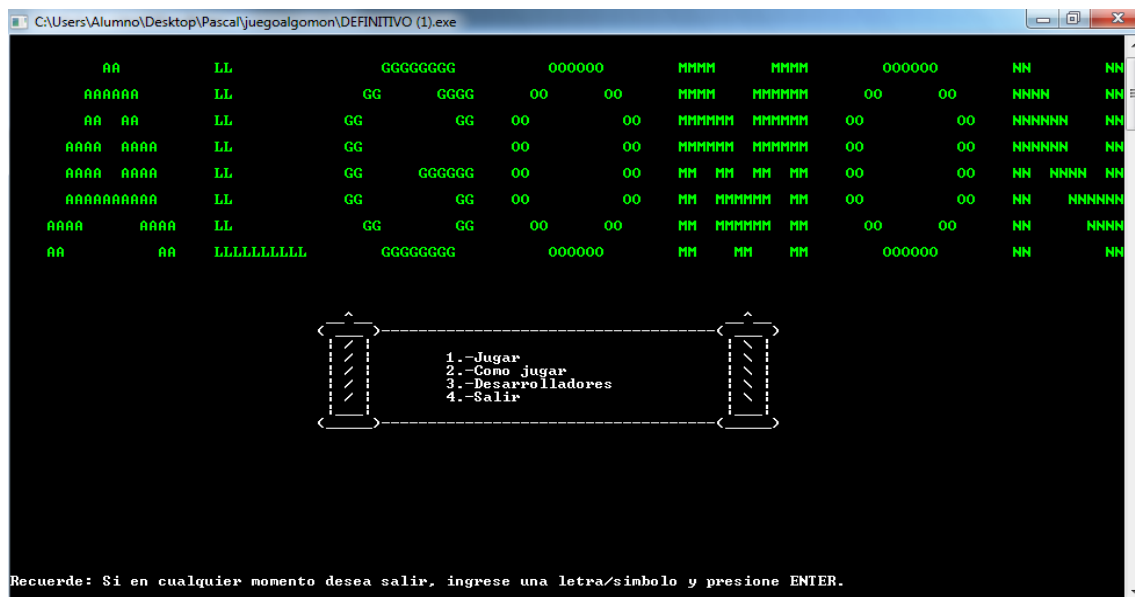 C:\Users\Alumno\Desktop\Pascal\juegoalgomon\DEFINITIVO (1).exe
ALGOMON
1.-Jugar
2.-Como jugar
3.-Desarrolladores
4.-Salir
Recuerde: Si en cualquier momento desea salir, ingrese una letra/simbolo y presione ENTER.